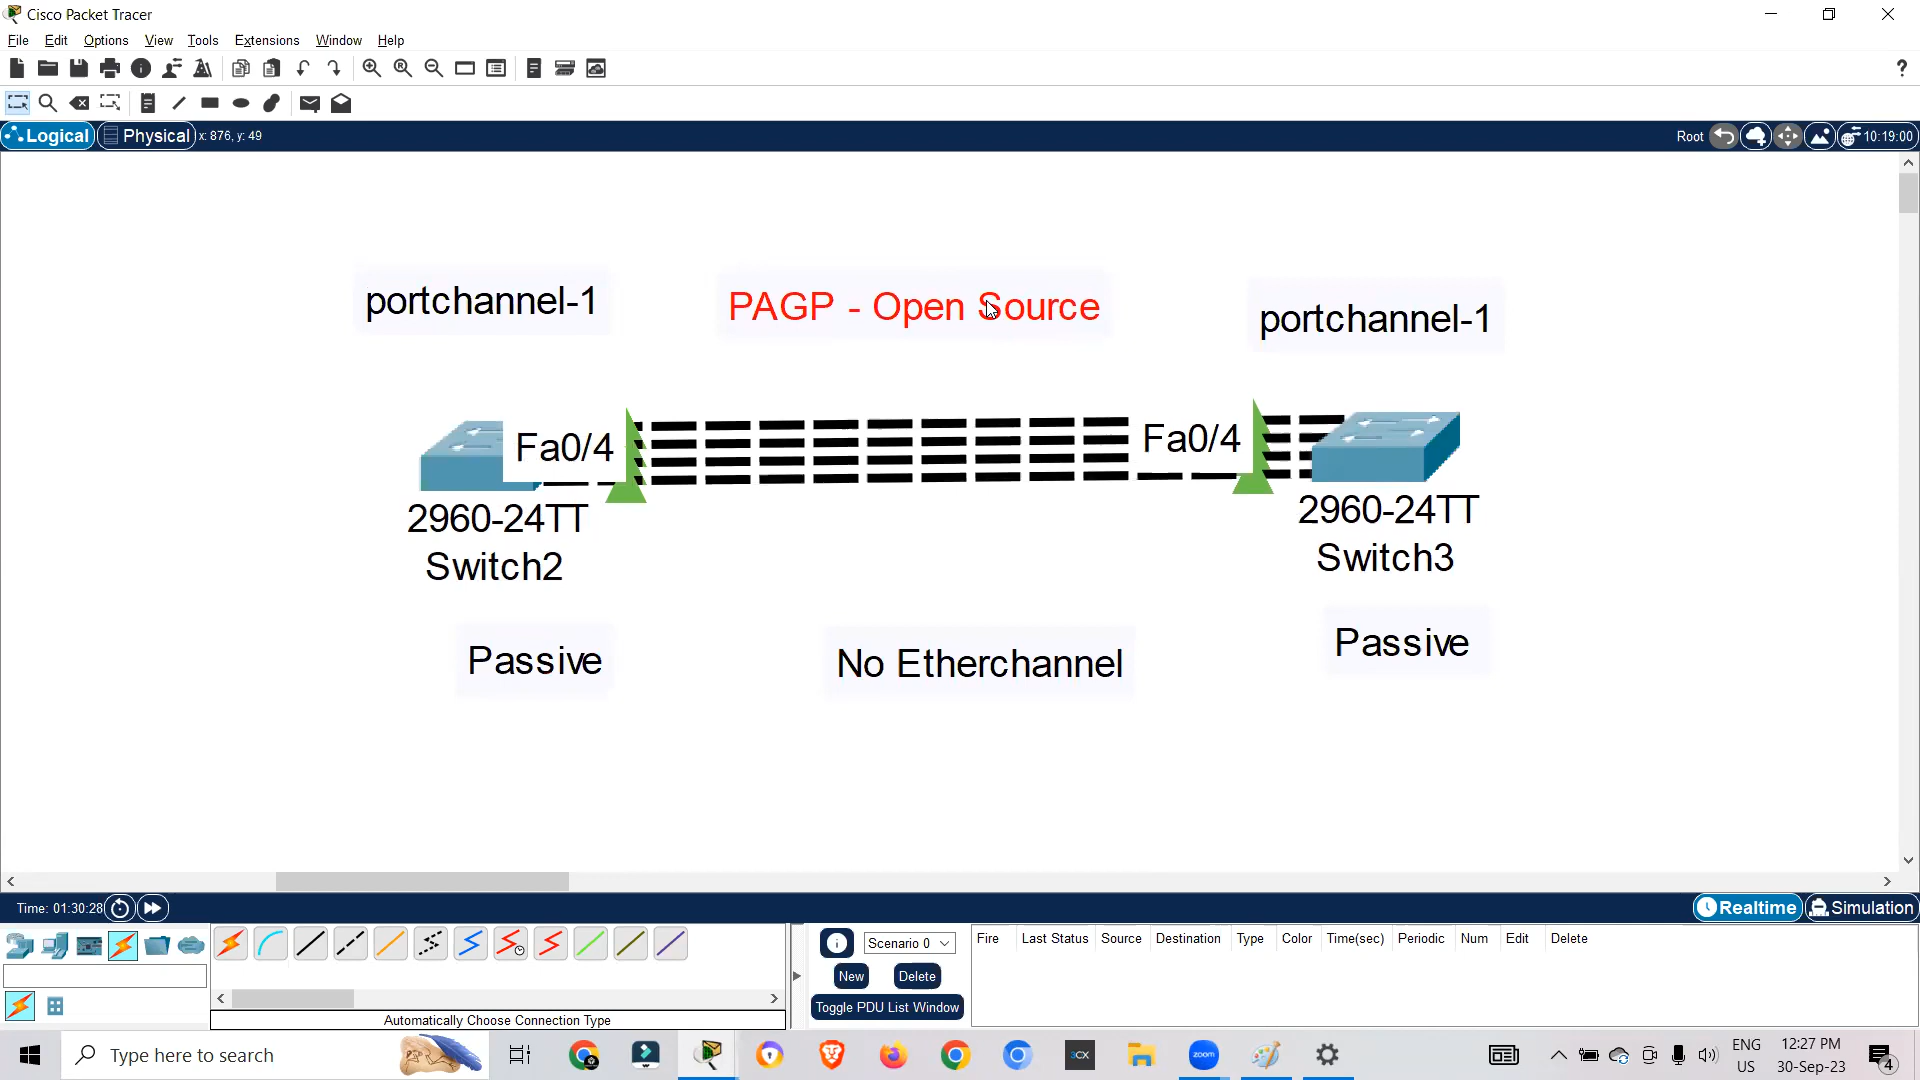 Cisco Packet Tracer
File Edit Options View Tools Extensions Window Help
?
Logical Physical x: 876, y: 49 Root 10:19:00
portchannel-1
PAGP - Open Source
portchannel-1
Fa0/4
Fa0/4
2960-24TT
Switch2
2960-24TT
Switch3
Passive
No Etherchannel
Passive
Time: 01:30:28 Realtime Simulation
Scenario 0
New Delete
Toggle PDU List Window
Fire Last Status Source Destination Type Color Time(sec) Periodic Num Edit Delete
Automatically Choose Connection Type
Type here to search
zoom
3CX
ENG
US
12:27 PM
30-Sep-23
4